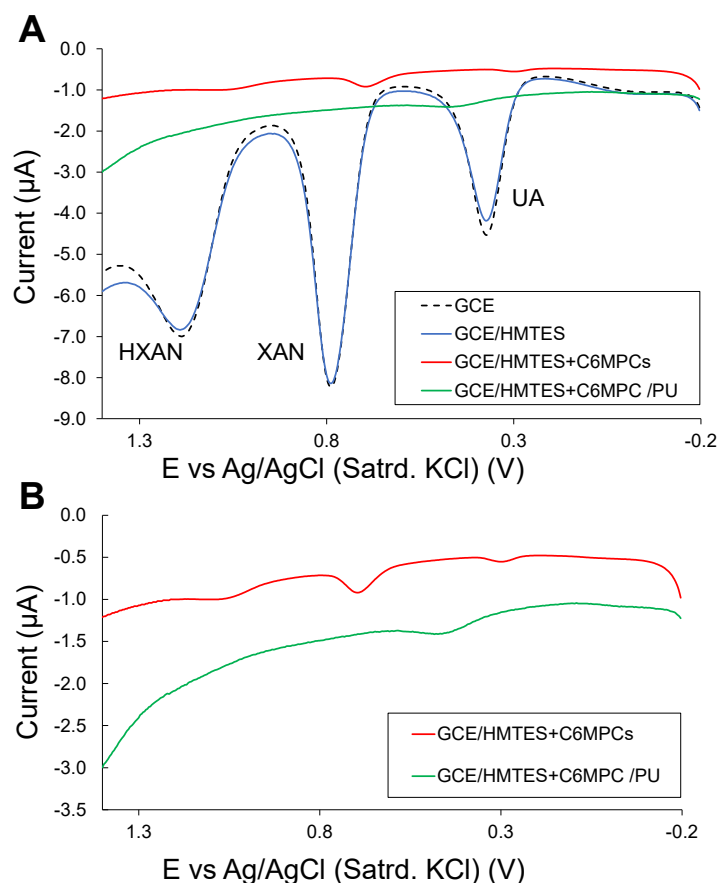 A
0.0
-1.0
-2.0
-3.0
-4.0
-5.0
-6.0
-7.0
-8.0
-9.0
Current (µA)
UA
HXAN
XAN
GCE
GCE/HMTES
GCE/HMTES+C6MPCs
GCE/HMTES+C6MPC /PU
1.3 0.8 0.3 -0.2
E vs Ag/AgCl (Satrd. KCl) (V)
B
0.0
-0.5
-1.0
-1.5
-2.0
-2.5
-3.0
-3.5
Current (µA)
GCE/HMTES+C6MPCs
GCE/HMTES+C6MPC /PU
1.3 0.8 0.3 -0.2
E vs Ag/AgCl (Satrd. KCl) (V)